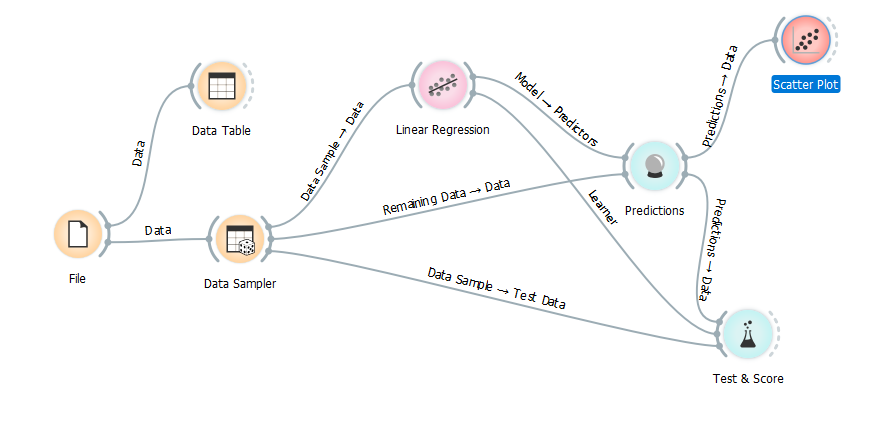 Scatter Plot
Data Table
Linear Regression
Data
Data Sample → Data
Model → Predictors
Predictions → Data
Remaining Data → Data
Learner
Predictions
Predictions → Data
File
Data
Data Sampler
Data Sample → Test Data
Test & Score